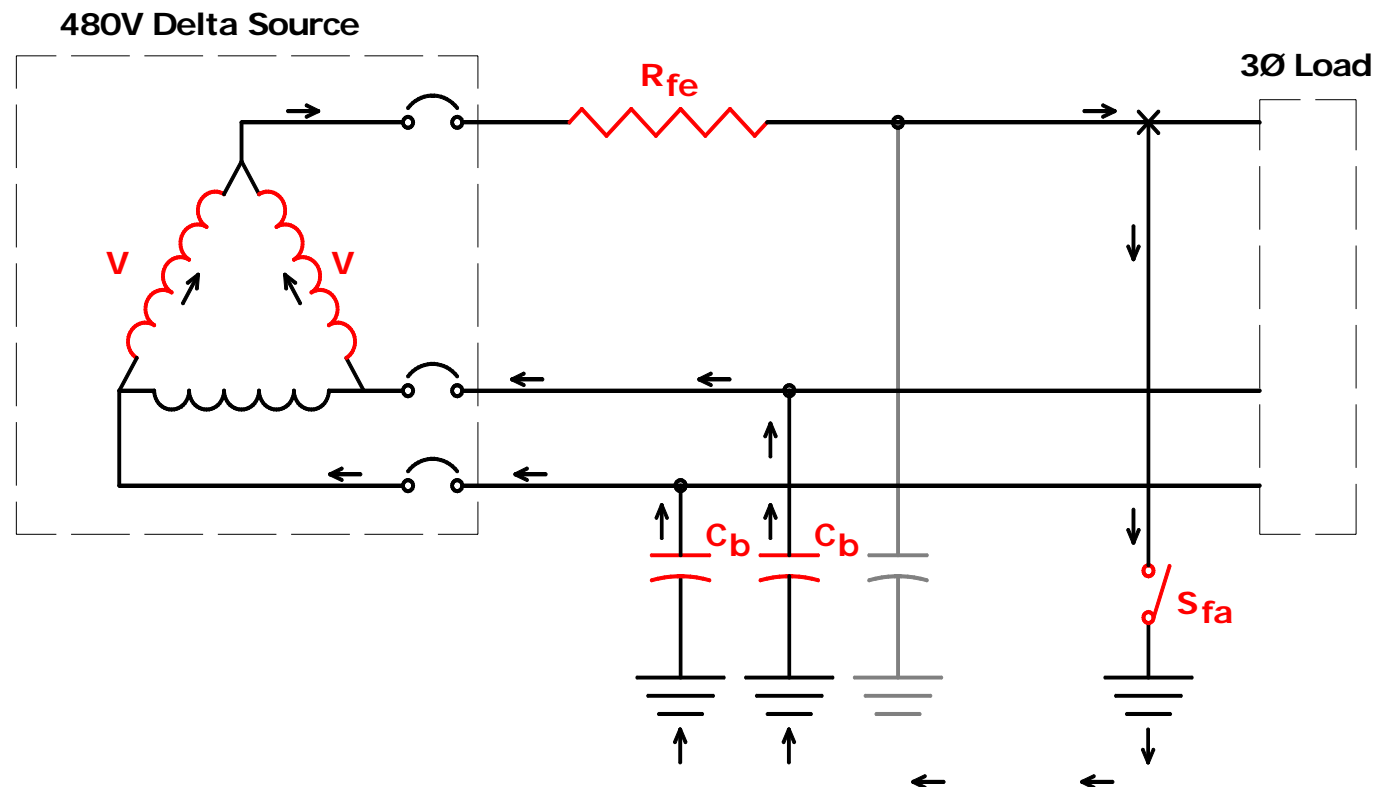 480V Delta Source
3Ø Load
Rfe
V
V
Cb
Cb
Sfa